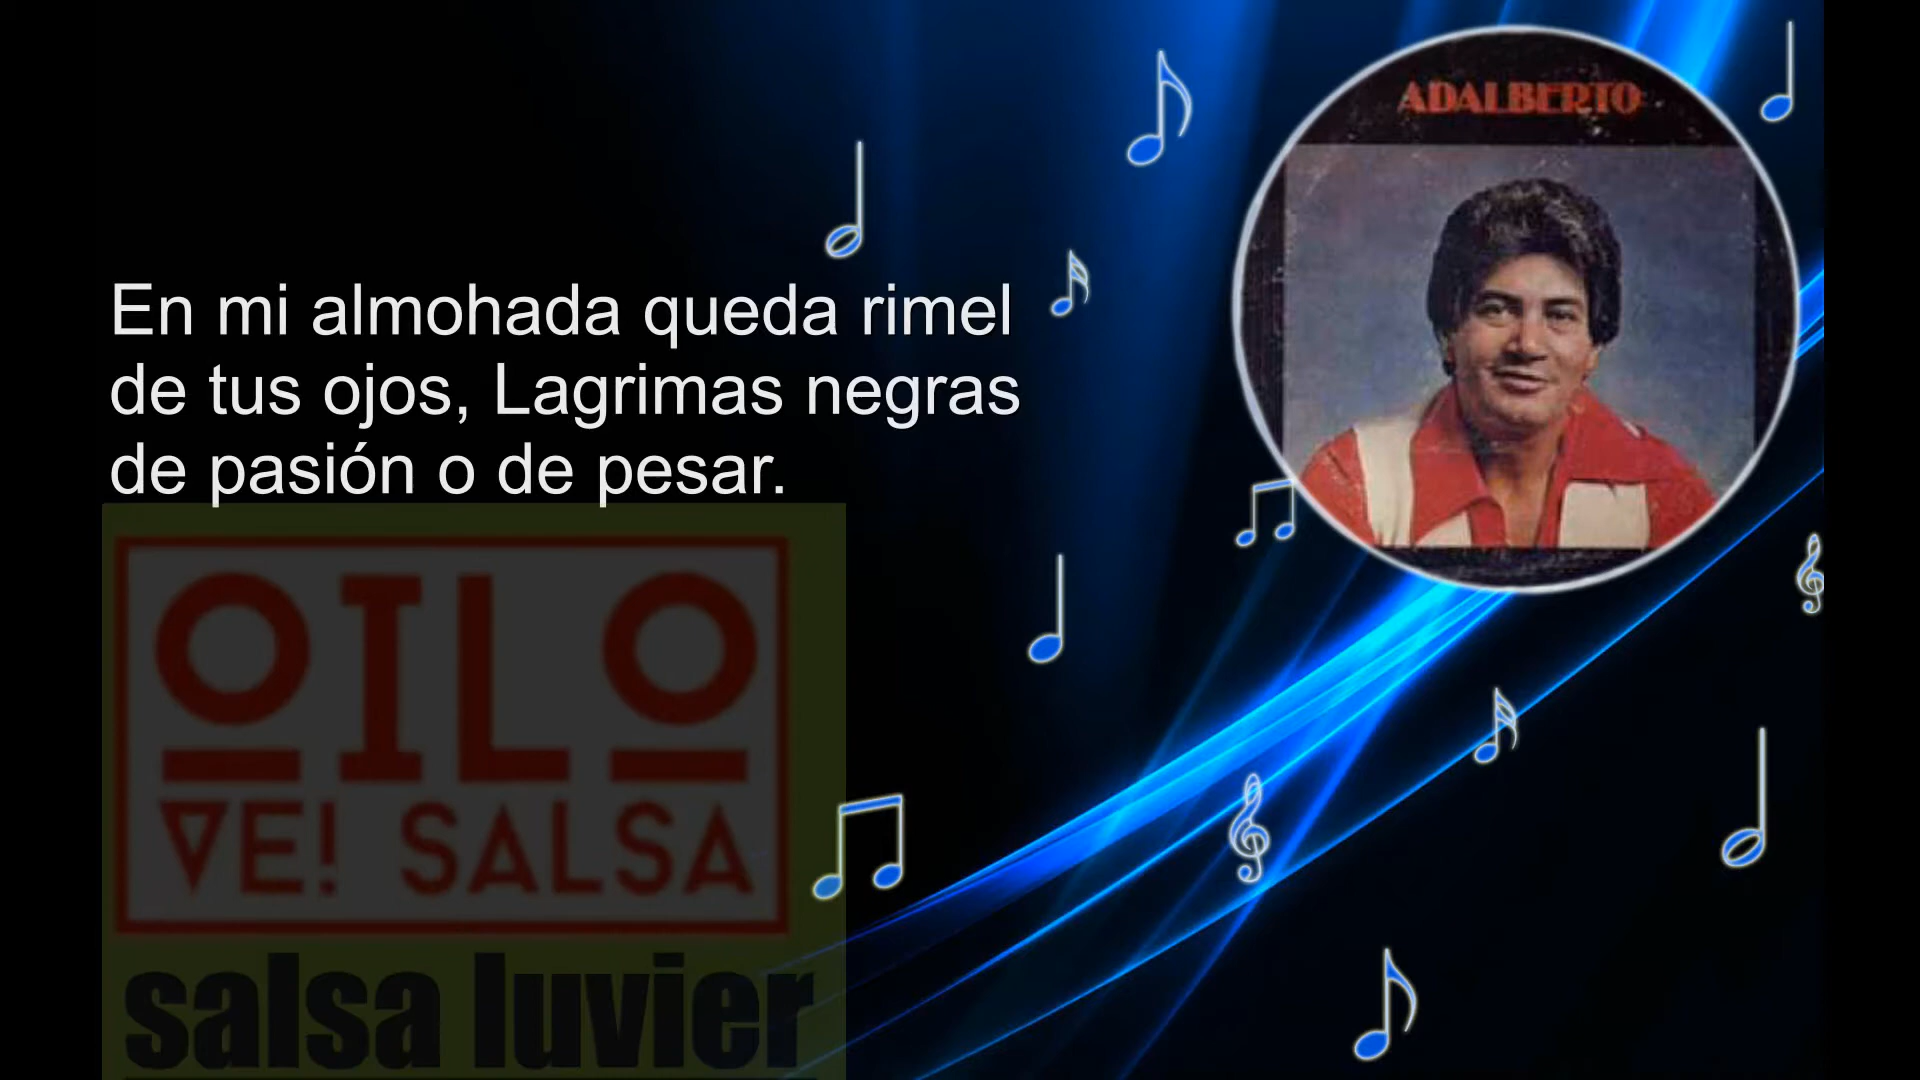 ADALBERTO
En mi almohada queda rimel
de tus ojos, Lagrimas negras
de pasión o de pesar.
OILO
VE! SALSA
salsa luvier